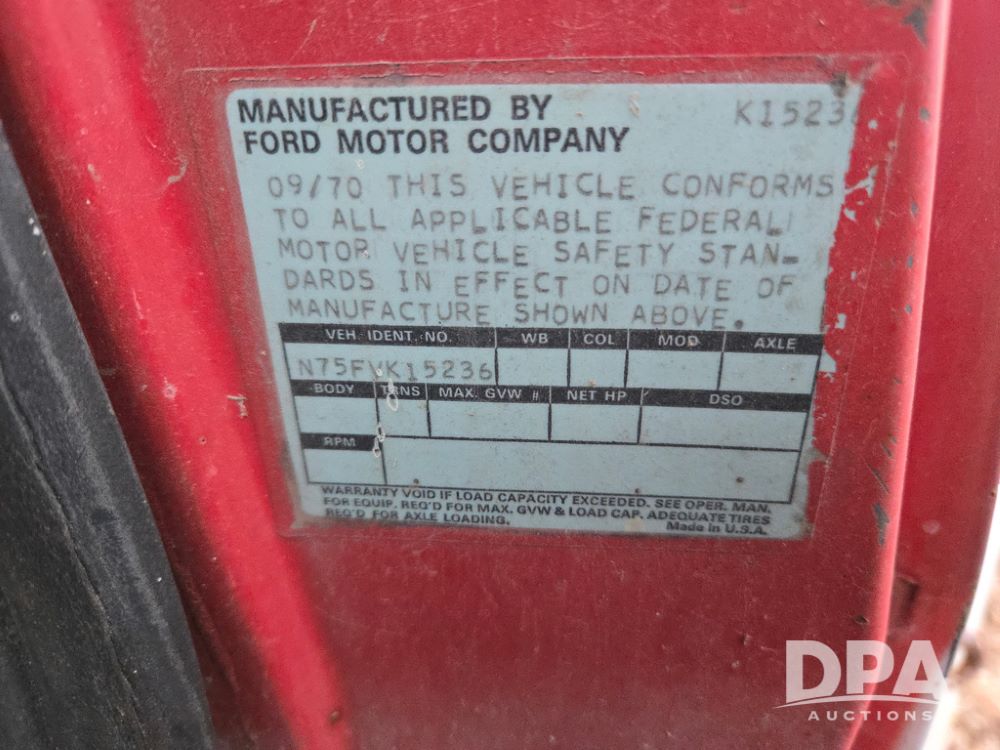 MANUFACTURED BY
FORD MOTOR COMPANY
K1523
09/70 THIS VEHICLE CONFORMS
TO ALL APPLICABLE FEDERAL
MOTOR VEHICLE SAFETY STAN-
DARDS IN EFFECT ON DATE OF
MANUFACTURE SHOWN ABOVE.
VEH. IDENT. NO. WB COL MOD AXLE
N75FVK15236
BODY TRNS MAX. GVW # NET HP DSO
RPM
WARRANTY VOID IF LOAD CAPACITY EXCEEDED. SEE OPER. MAN.
FOR EQUIP. REQ'D FOR MAX. GVW & LOAD CAP. ADEQUATE TIRES
REQ'D FOR AXLE LOADING.
Made in U.S.A.
DPA
AUCTIONS